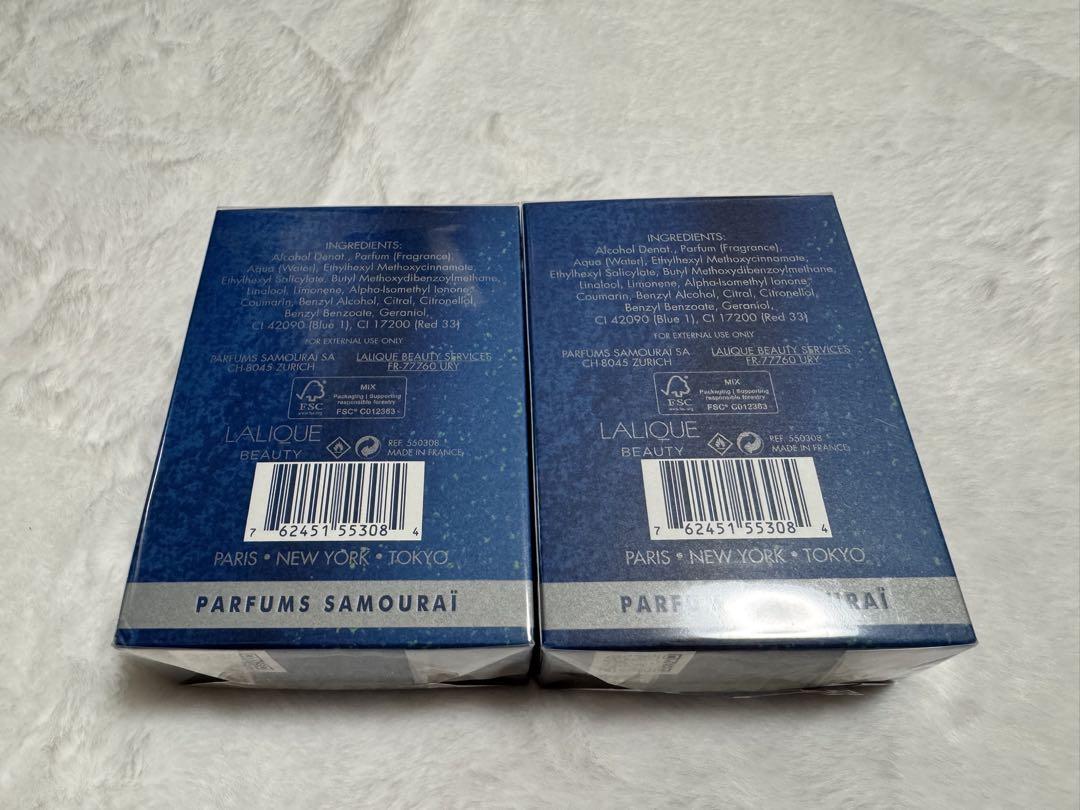 INGREDIENTS:
Alcohol Denat., Parfum (Fragrance),
Aqua (Water), Ethylhexyl Methoxycinnamate,
Ethylhexyl Salicylate, Butyl Methoxydibenzoylmethane,
Linalool, Limonene, Alpha-Isomethyl Ionone,
Coumarin, Benzyl Alcohol, Citral, Citronellol,
Benzyl Benzoate, Geraniol,
CI 42090 (Blue 1), CI 17200 (Red 33)
FOR EXTERNAL USE ONLY
PARFUMS SAMOURAI SA
CH-8045 ZURICH
LALIQUE BEAUTY SERVICES
FR-77760 URY
FSC
www.fsc.org
MIX
Packaging | Supporting
responsible forestry
FSC® C012363
LALIQUE
BEAUTY
REF. 550308
MADE IN FRANCE
7 62451 55308 4
PARIS • NEW YORK • TOKYO
PARFUMS SAMOURAÏ
INGREDIENTS:
Alcohol Denat., Parfum (Fragrance),
Aqua (Water), Ethylhexyl Methoxycinnamate,
Ethylhexyl Salicylate, Butyl Methoxydibenzoylmethane,
Linalool, Limonene, Alpha-Isomethyl Ionone,
Coumarin, Benzyl Alcohol, Citral, Citronellol,
Benzyl Benzoate, Geraniol,
CI 42090 (Blue 1), CI 17200 (Red 33)
FOR EXTERNAL USE ONLY
PARFUMS SAMOURAI SA
CH-8045 ZURICH
LALIQUE BEAUTY SERVICES
FR-77760 URY
FSC
www.fsc.org
MIX
Packaging | Supporting
responsible forestry
FSC® C012363
LALIQUE
BEAUTY
REF. 550308
MADE IN FRANCE
7 62451 55308 4
PARIS • NEW YORK • TOKYO
PARFUMS SAMOURAÏ